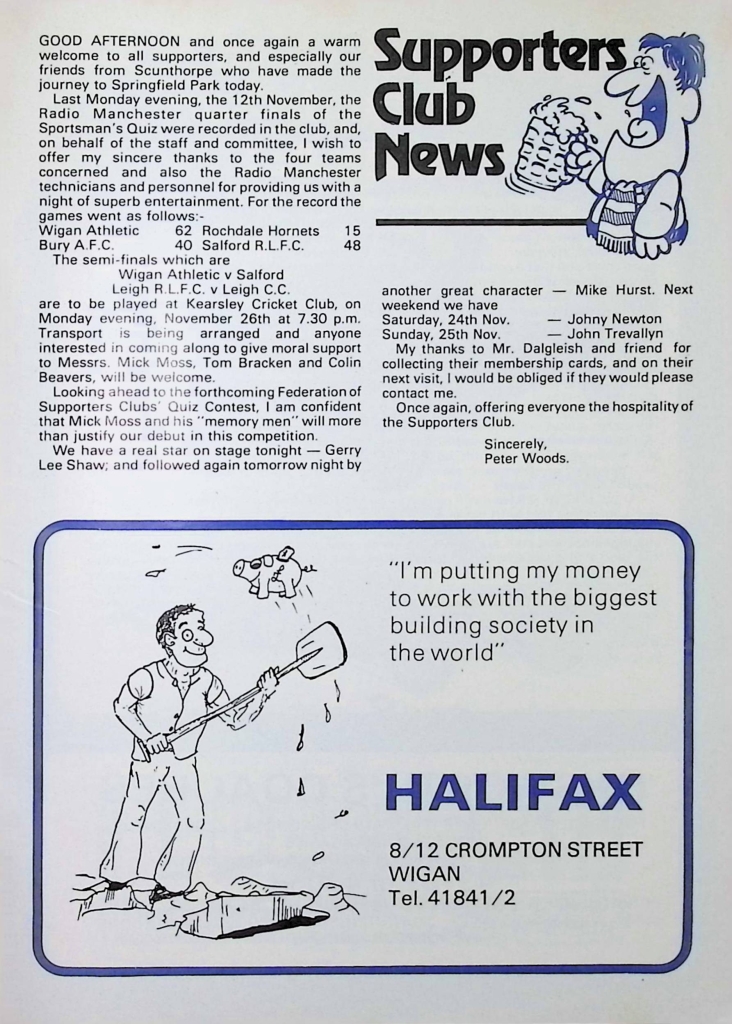 GOOD AFTERNOON and once again a warm
welcome to all supporters, and especially our
friends from Scunthorpe who have made the
journey to Springfield Park today.
Last Monday evening, the 12th November, the
Radio Manchester quarter finals of the
Sportsman's Quiz were recorded in the club, and,
on behalf of the staff and committee, I wish to
offer my sincere thanks to the four teams
concerned and also the Radio Manchester
technicians and personnel for providing us with a
night of superb entertainment. For the record the
games went as follows:-
Wigan Athletic 62 Rochdale Hornets 15
Bury A.F.C. 40 Salford R.L.F.C. 48
The semi-finals which are
Wigan Athletic v Salford
Leigh R.L.F.C. v Leigh C.C.
are to be played at Kearsley Cricket Club, on
Monday evening, November 26th at 7.30 p.m.
Transport is being arranged and anyone
interested in coming along to give moral support
to Messrs. Mick Moss, Tom Bracken and Colin
Beavers, will be welcome.
Looking ahead to the forthcoming Federation of
Supporters Clubs' Quiz Contest, I am confident
that Mick Moss and his "memory men" will more
than justify our debut in this competition.
We have a real star on stage tonight — Gerry
Lee Shaw; and followed again tomorrow night by
Supporters
Club
News
another great character — Mike Hurst. Next
weekend we have
Saturday, 24th Nov. — Johny Newton
Sunday, 25th Nov. — John Trevallyn
My thanks to Mr. Dalgleish and friend for
collecting their membership cards, and on their
next visit, I would be obliged if they would please
contact me.
Once again, offering everyone the hospitality of
the Supporters Club.
Sincerely,
Peter Woods.
"I'm putting my money
to work with the biggest
building society in
the world"
HALIFAX
8/12 CROMPTON STREET
WIGAN
Tel. 41841/2